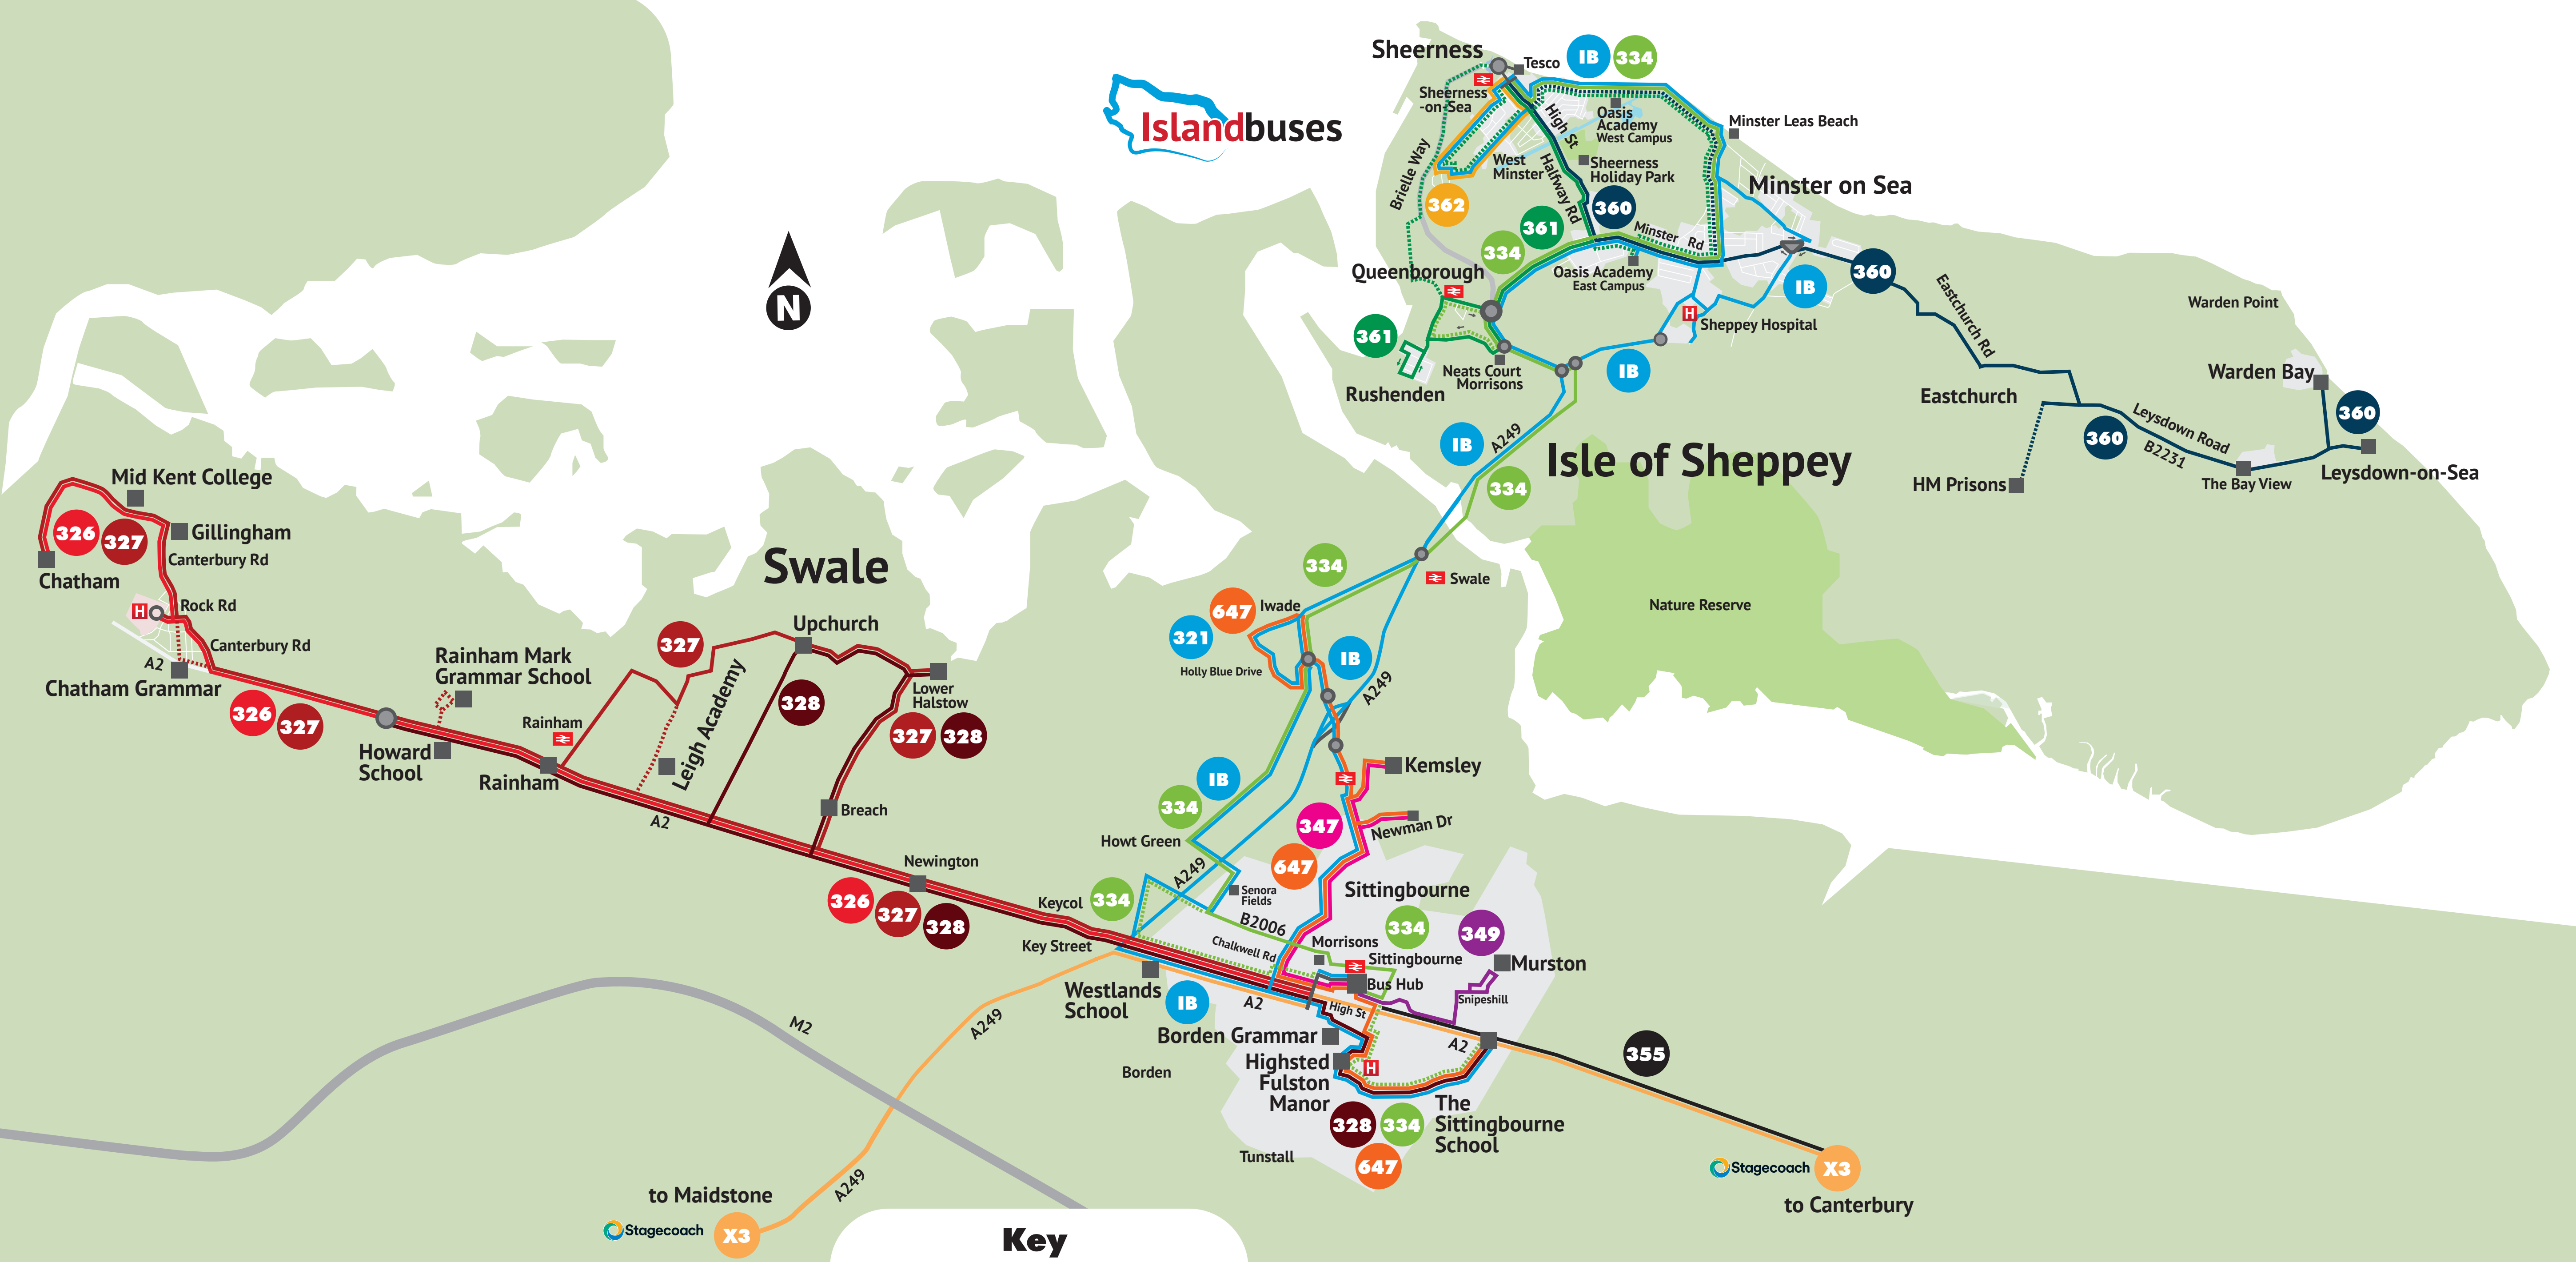 Islandbuses
N
Sheerness
Tesco
IB
334
Sheerness
-on-Sea
High St
Oasis
Academy
West Campus
Minster Leas Beach
Brielle Way
West
Minster
Halfway Rd
Sheerness
Holiday Park
Minster on Sea
362
360
361
334
Minster Rd
Queenborough
Oasis Academy
East Campus
360
IB
Eastchurch Rd
Warden Point
H
Sheppey Hospital
361
Neats Court
Morrisons
IB
Rushenden
Warden Bay
Eastchurch
360
Leysdown Road
B2231
360
IB
A249
Isle of Sheppey
Leysdown-on-Sea
The Bay View
HM Prisons
334
Mid Kent College
326
327
Gillingham
Canterbury Rd
Chatham
Swale
334
Swale
H
Rock Rd
647
Iwade
Nature Reserve
321
Canterbury Rd
A2
Chatham Grammar
Rainham Mark
Grammar School
327
Upchurch
Holly Blue Drive
IB
A249
326
327
Rainham
Leigh Academy
328
Lower
Halstow
327
328
Howard
School
Rainham
Kemsley
IB
334
A2
Breach
347
Newman Dr
Howt Green
A249
647
Newington
Sittingbourne
Senora
Fields
326
327
328
Keycol
334
B2006
334
349
Key Street
Chalkwell Rd
Morrisons
Sittingbourne
Murston
Westlands
School
Bus Hub
Snipeshill
IB
A2
High St
A249
M2
Borden Grammar
A2
355
Highsted
Fulston
Manor
H
Borden
328
334
The
Sittingbourne
School
647
Tunstall
A249
Stagecoach
X3
to Canterbury
to Maidstone
Stagecoach
X3
Key